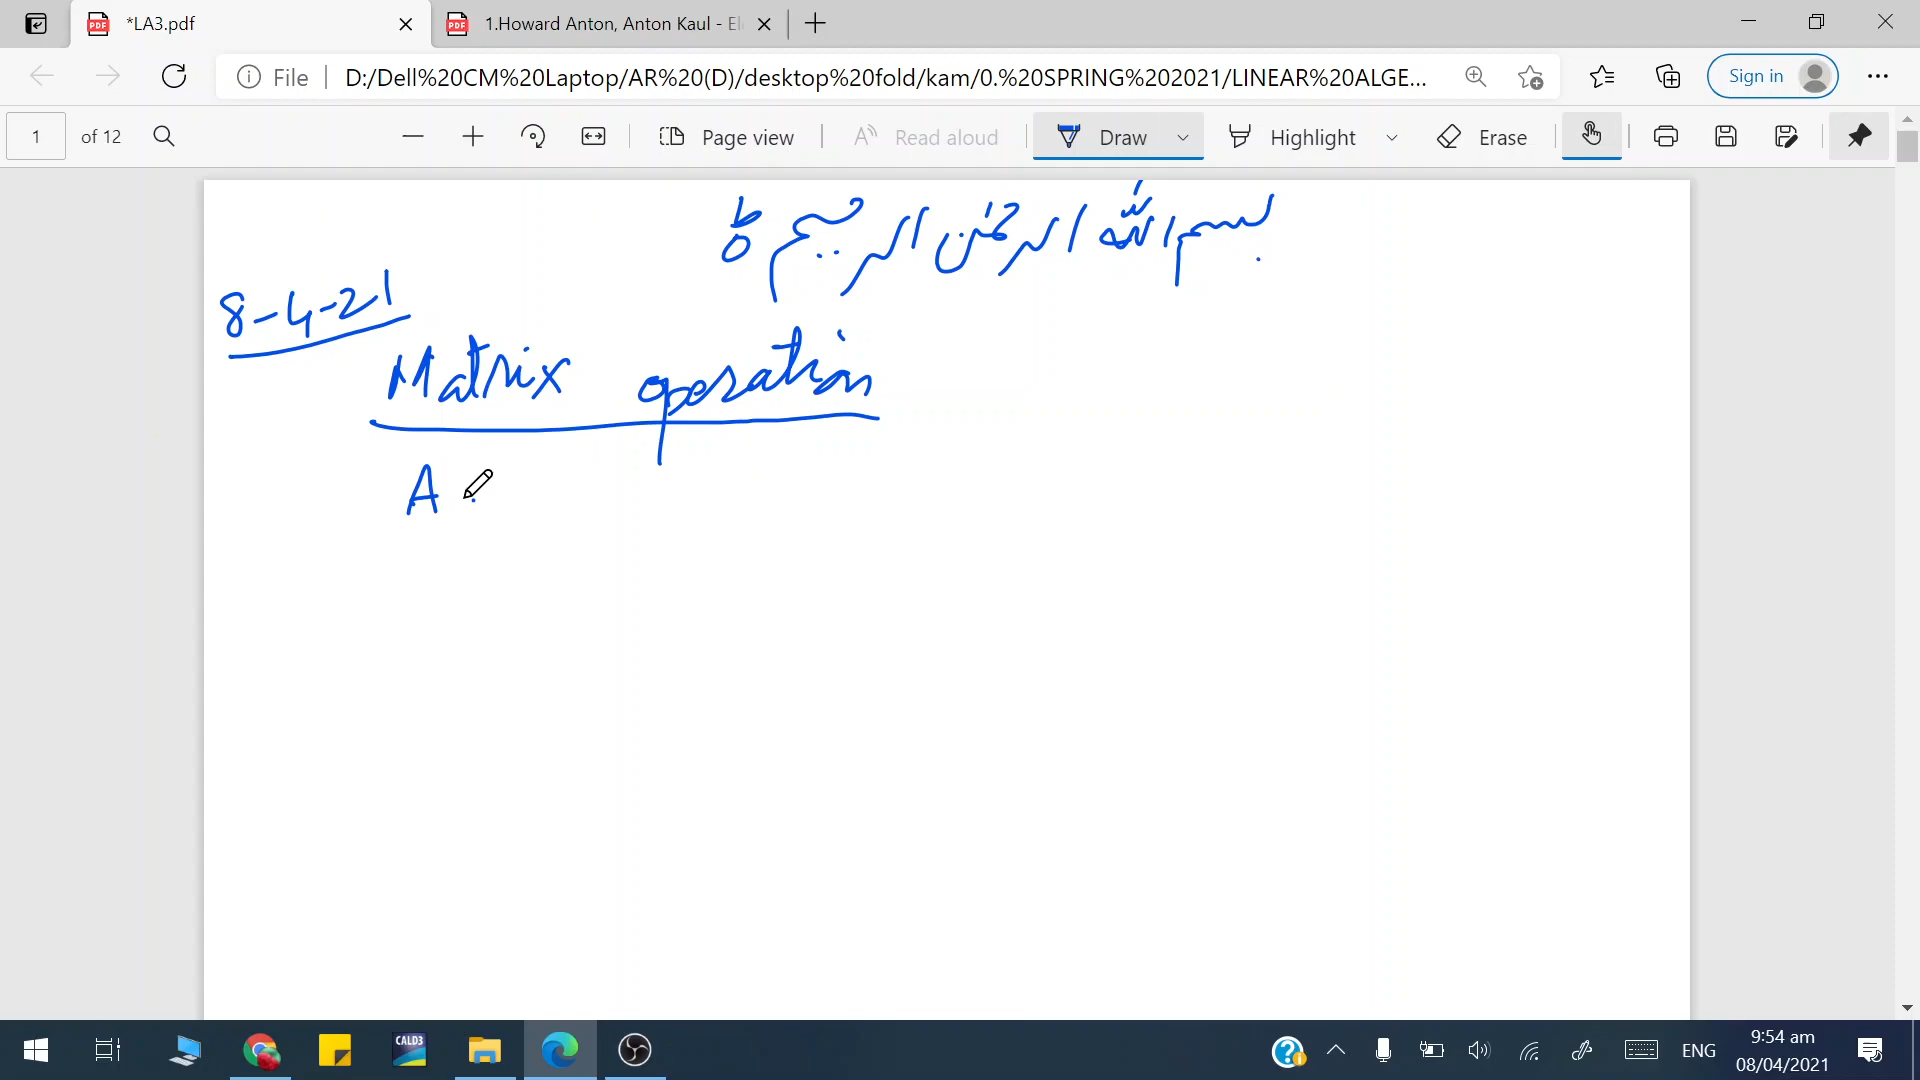 *LA3.pdf
1.Howard Anton, Anton Kaul - El
File
D:/Dell%20CM%20Laptop/AR%20(D)/desktop%20fold/kam/0.%20SPRING%202021/LINEAR%20ALGE...
Sign in
1 of 12
Page view
Read aloud
Draw
Highlight
Erase
بسم الله الرحمن الرحیم
8-4-21
Matrix operation
A
CALD3
ENG
9:54 am
08/04/2021